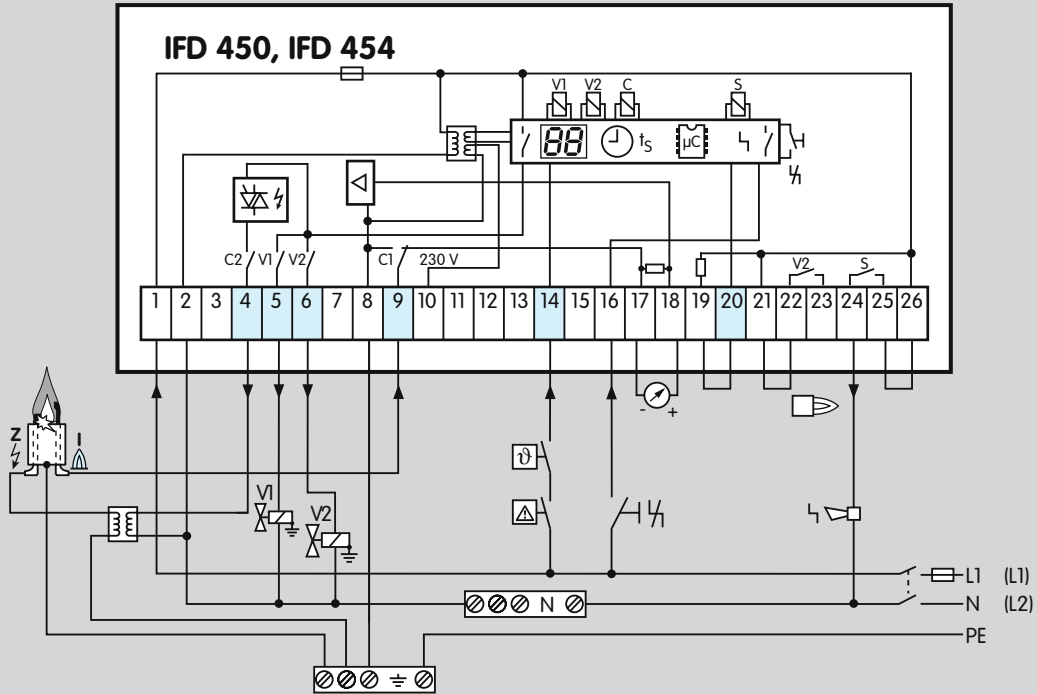 IFD 450, IFD 454
V1 V2 C S
88 tS µC
C2 V1 V2 C1 230 V V2 S
1 2 3 4 5 6 7 8 9 10 11 12 13 14 15 16 17 18 19 20 21 22 23 24 25 26
- +
Z I
ϑ
V1
V2
L1 (L1)
N
N (L2)
PE